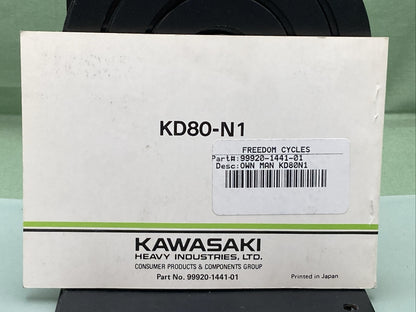 KD80-N1
FREEDOM CYCLES
Part#:99920-1441-01
Desc:OWN MAN KD80N1
KAWASAKI
HEAVY INDUSTRIES, LTD.
CONSUMER PRODUCTS & COMPONENTS GROUP
Part No. 99920-1441-01
Printed in Japan